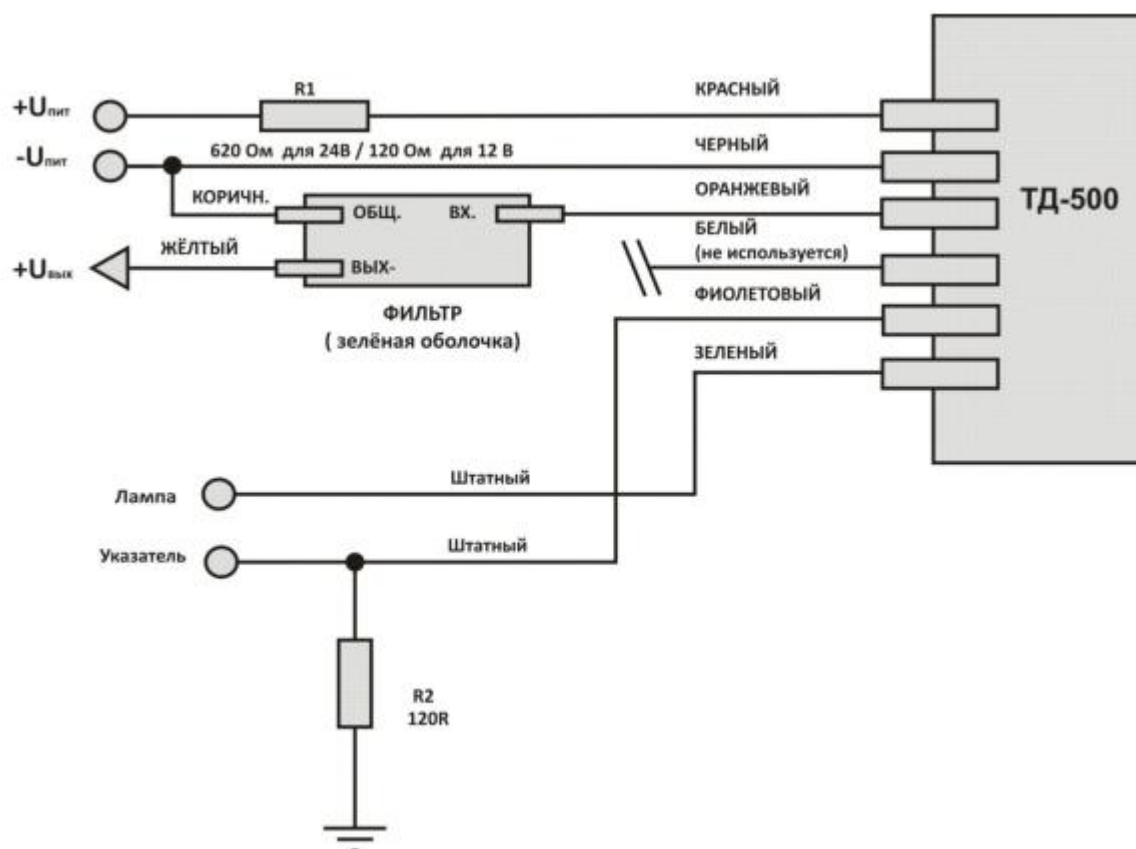 R1
КРАСНЫЙ
+Uпит
620 Ом для 24В / 120 Ом для 12 В
ЧЕРНЫЙ
-Uпит
КОРИЧН.
ОБЩ.
ВХ.
ОРАНЖЕВЫЙ
ТД-500
ЖЁЛТЫЙ
БЕЛЫЙ
(не используется)
+Uвых
ВЫХ-
ФИОЛЕТОВЫЙ
ФИЛЬТР
( зелёная оболочка)
ЗЕЛЕНЫЙ
Лампа
Штатный
Указатель
Штатный
R2
120R